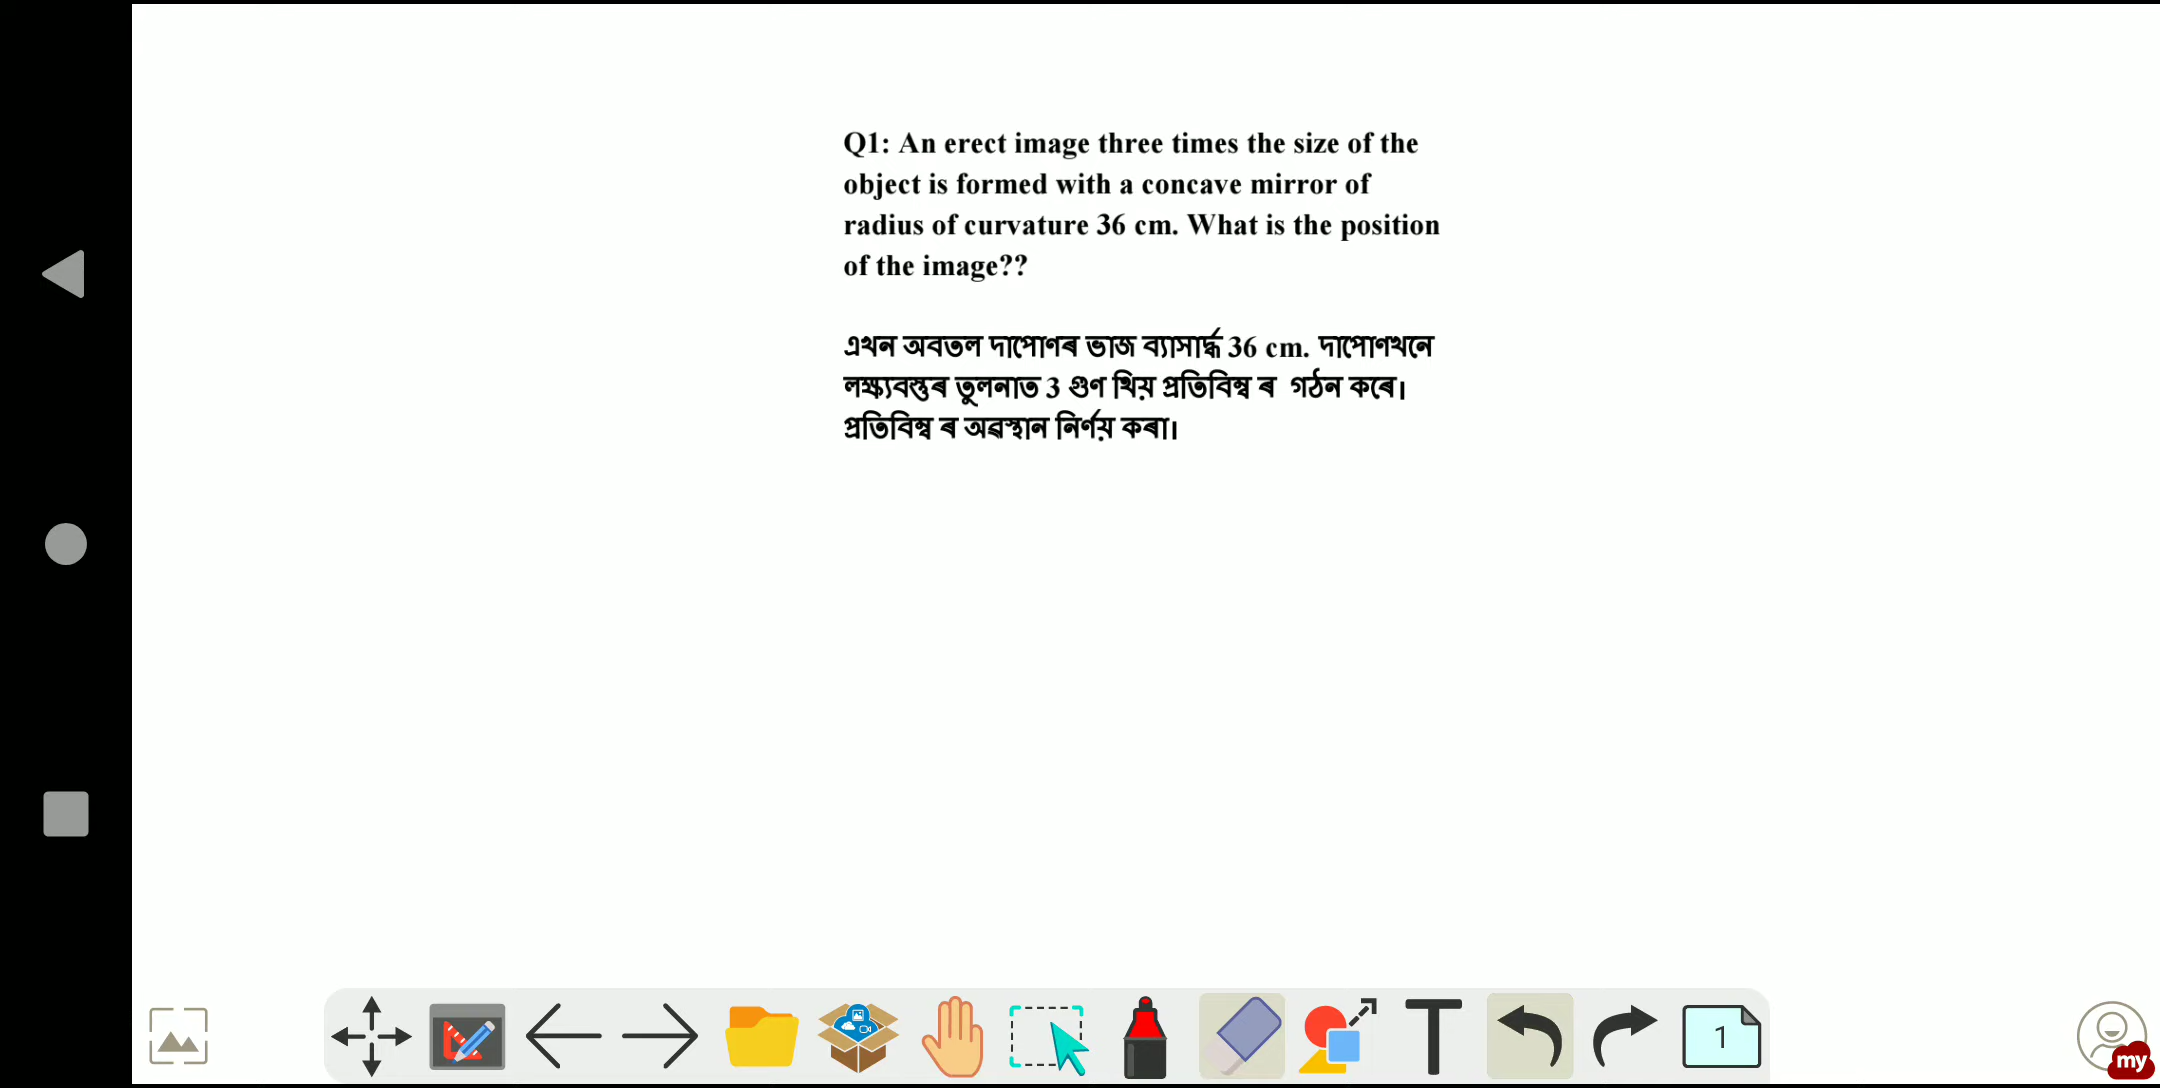 Q1: An erect image three times the size of the
object is formed with a concave mirror of
radius of curvature 36 cm. What is the position
of the image??
এখন অবতল দাপোণৰ ভাজ ব্যাসাৰ্দ্ধ 36 cm. দাপোণখনে
লক্ষ্যবস্তুৰ তুলনাত 3 গুণ থিয় প্ৰতিবিম্ব ৰ গঠন কৰে।
প্ৰতিবিম্ব ৰ অৱস্থান নিৰ্ণয় কৰা।
1
my